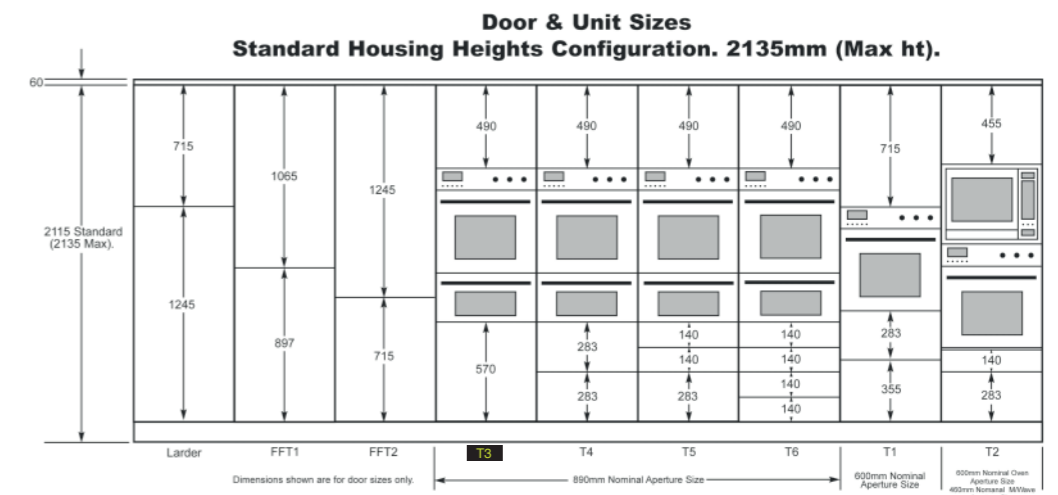 Door & Unit Sizes
Standard Housing Heights Configuration. 2135mm (Max ht).
60
2115 Standard
(2135 Max).
715
1245
1065
897
1245
715
490
570
490
283
283
490
140
140
283
490
140
140
140
140
715
283
355
455
140
283
Larder
FFT1
FFT2
T3
T4
T5
T6
T1
T2
Dimensions shown are for door sizes only.
890mm Nominal Aperture Size
600mm Nominal
Aperture Size
600mm Nominal Oven
Aperture Size
460mm Nomanal M/Wave